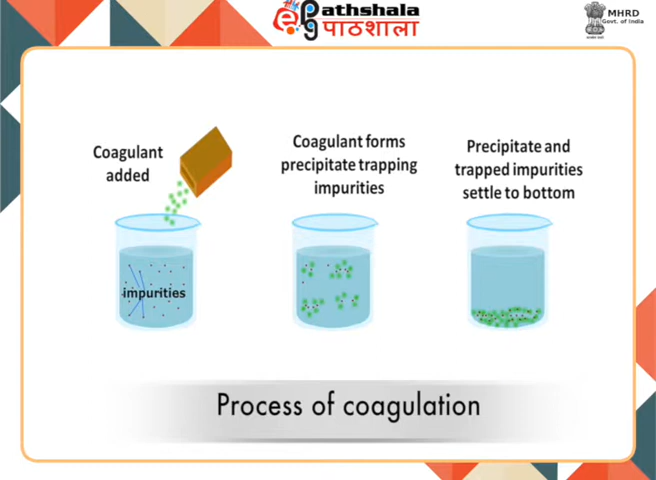 Pathshala
पाठशाला
MHRD
Govt. of India
Coagulant
added
Coagulant forms
precipitate trapping
impurities
Precipitate and
trapped impurities
settle to bottom
impurities
Process of coagulation